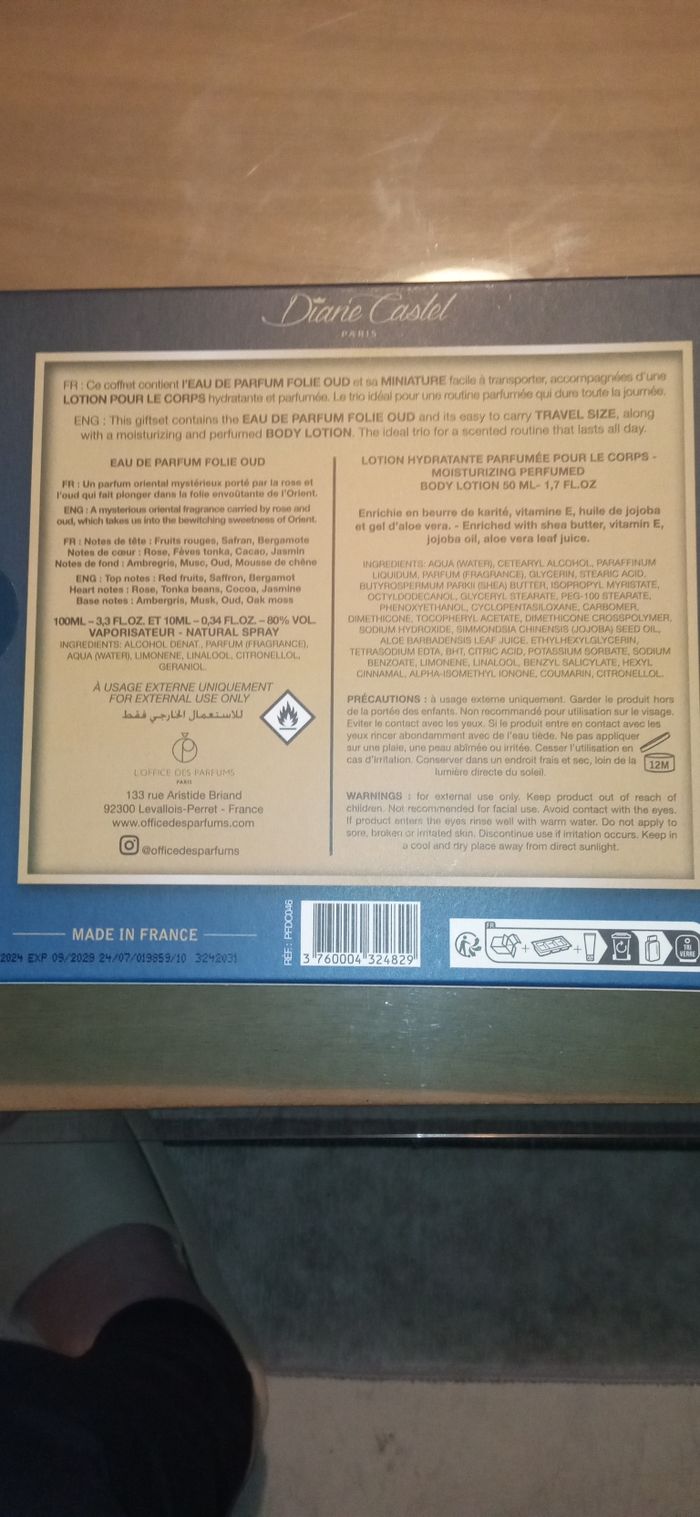 Diane Castel
PARIS
FR : Ce coffret contient l'EAU DE PARFUM FOLIE OUD et sa MINIATURE facile à transporter, accompagnées d'une
LOTION POUR LE CORPS hydratante et parfumée. Le trio idéal pour une routine parfumée qui dure toute la journée.
ENG : This giftset contains the EAU DE PARFUM FOLIE OUD and its easy to carry TRAVEL SIZE, along
with a moisturizing and perfumed BODY LOTION. The ideal trio for a scented routine that lasts all day.
EAU DE PARFUM FOLIE OUD
FR : Un parfum oriental mystérieux porté par la rose et
l'oud qui fait plonger dans la folie envoûtante de l'Orient.
ENG : A mysterious oriental fragrance carried by rose and
oud, which takes us into the bewitching sweetness of Orient.
FR : Notes de tête : Fruits rouges, Safran, Bergamote
Notes de cœur : Rose, Fèves tonka, Cacao, Jasmin
Notes de fond : Ambregris, Musc, Oud, Mousse de chêne
ENG : Top notes : Red fruits, Saffron, Bergamot
Heart notes : Rose, Tonka beans, Cocoa, Jasmine
Base notes : Ambergris, Musk, Oud, Oak moss
100ML – 3,3 FL.OZ. ET 10ML – 0,34 FL.OZ. – 80% VOL.
VAPORISATEUR - NATURAL SPRAY
INGREDIENTS: ALCOHOL DENAT., PARFUM (FRAGRANCE),
AQUA (WATER), LIMONENE, LINALOOL, CITRONELLOL,
GERANIOL.
À USAGE EXTERNE UNIQUEMENT
FOR EXTERNAL USE ONLY
للاستعمال الخارجي فقط
L'OFFICE DES PARFUMS
PARIS
133 rue Aristide Briand
92300 Levallois-Perret - France
www.officedesparfums.com
@officedesparfums
LOTION HYDRATANTE PARFUMÉE POUR LE CORPS -
MOISTURIZING PERFUMED
BODY LOTION 50 ML- 1,7 FL.OZ
Enrichie en beurre de karité, vitamine E, huile de jojoba
et gel d'aloe vera. - Enriched with shea butter, vitamin E,
jojoba oil, aloe vera leaf juice.
INGREDIENTS: AQUA (WATER), CETEARYL ALCOHOL, PARAFFINUM
LIQUIDUM, PARFUM (FRAGRANCE), GLYCERIN, STEARIC ACID,
BUTYROSPERMUM PARKII (SHEA) BUTTER, ISOPROPYL MYRISTATE,
OCTYLDODECANOL, GLYCERYL STEARATE, PEG-100 STEARATE,
PHENOXYETHANOL, CYCLOPENTASILOXANE, CARBOMER,
DIMETHICONE, TOCOPHERYL ACETATE, DIMETHICONE CROSSPOLYMER,
SODIUM HYDROXIDE, SIMMONDSIA CHINENSIS (JOJOBA) SEED OIL,
ALOE BARBADENSIS LEAF JUICE, ETHYLHEXYLGLYCERIN,
TETRASODIUM EDTA, BHT, CITRIC ACID, POTASSIUM SORBATE, SODIUM
BENZOATE, LIMONENE, LINALOOL, BENZYL SALICYLATE, HEXYL
CINNAMAL, ALPHA-ISOMETHYL IONONE, COUMARIN, CITRONELLOL.
PRÉCAUTIONS : à usage externe uniquement. Garder le produit hors
de la portée des enfants. Non recommandé pour utilisation sur le visage.
Eviter le contact avec les yeux. Si le produit entre en contact avec les
yeux rincer abondamment avec de l'eau tiède. Ne pas appliquer
sur une plaie, une peau abîmée ou irritée. Cesser l'utilisation en
cas d'irritation. Conserver dans un endroit frais et sec, loin de la
lumière directe du soleil.
12M
WARNINGS : for external use only. Keep product out of reach of
children. Not recommended for facial use. Avoid contact with the eyes.
If product enters the eyes rinse well with warm water. Do not apply to
sore, broken or irritated skin. Discontinue use if irritation occurs. Keep in
a cool and dry place away from direct sunlight.
MADE IN FRANCE
2024 EXP 09/2029 24/07/019859/10 3242031
RÉF : PFDC046
3 760004 324829
FR
TRI
VERRE